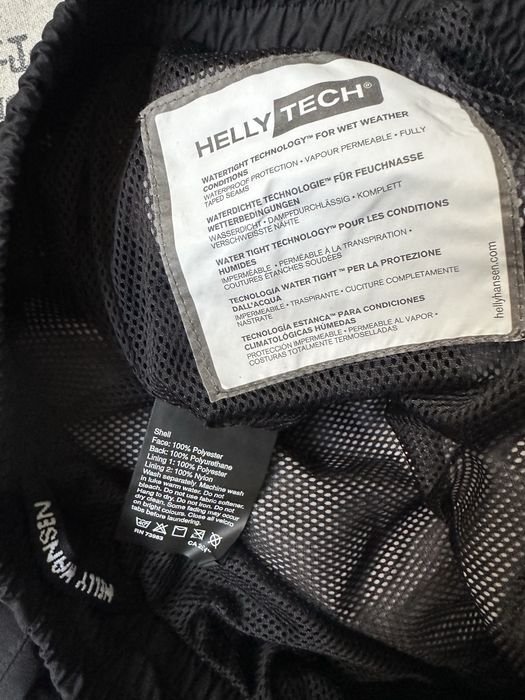 HELLY TECH®
WATERTIGHT TECHNOLOGY™ FOR WET WEATHER
CONDITIONS
WATERPROOF PROTECTION • VAPOUR PERMEABLE • FULLY
TAPED SEAMS
WATERDICHTE TECHNOLOGIE™ FÜR FEUCHNASSE
WETTERBEDINGUNGEN
WASSERDICHT • DAMPFDURCHLÄSSIG • KOMPLETT
VERSCHWEISSTE NÄHTE
WATER TIGHT TECHNOLOGY™ POUR LES CONDITIONS
HUMIDES
IMPERMÉABLE • PERMÉABLE À LA TRANSPIRATION •
COUTURES ÉTANCHES SOUDÉES
TECNOLOGIA WATER TIGHT ™ PER LA PROTEZIONE
DALL'ACQUA
IMPERMEABILE • TRASPIRANTE • CUCITURE COMPLETAMENTE
NASTRATE
TECNOLOGÍA ESTANCA™ PARA CONDICIONES
CLIMATOLÓGICAS HÚMEDAS
PROTECCIÓN IMPERMEABLE • PERMEABLE AL VAPOR •
COSTURAS TOTALMENTE TERMOSELLADAS
hellyhansen.com
Shell
Face: 100% Polyester
Back: 100% Polyurethane
Lining 1: 100% Polyester
Lining 2: 100% Nylon
Wash separately. Machine wash
in luke warm water. Do not
bleach. Do not use fabric softener.
Hang to dry. Do not iron. Do not
dry clean. Some fading may occur
on bright colours. Close all velcro
tabs before laundering.
RN 73983
HELLY HANSEN